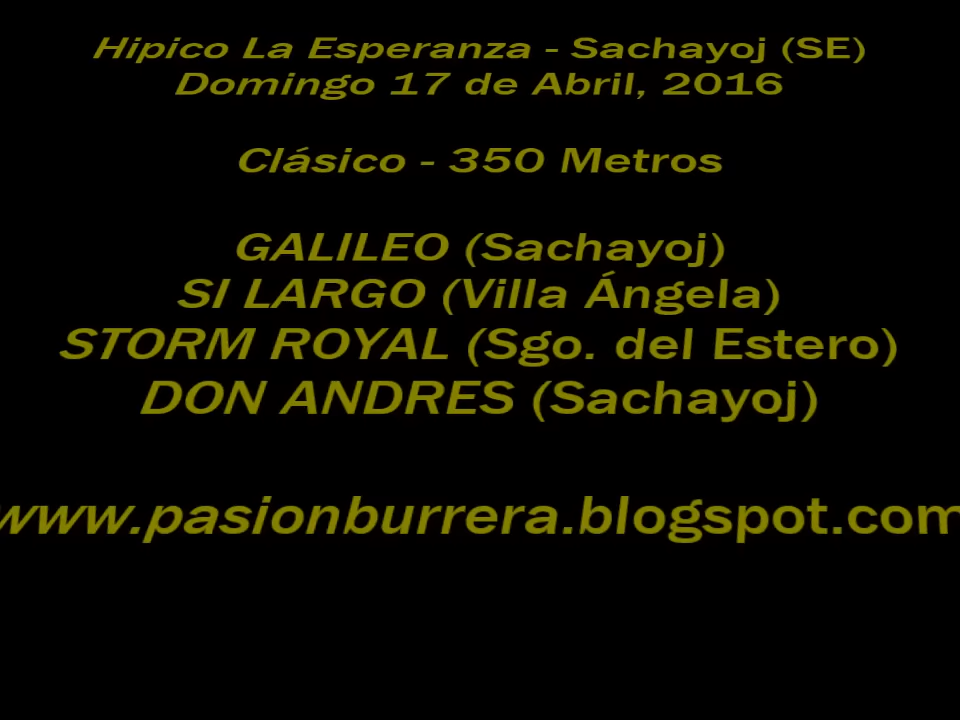 Hipico La Esperanza - Sachayoj (SE)
Domingo 17 de Abril, 2016
Clásico - 350 Metros
GALILEO (Sachayoj)
SI LARGO (Villa Ángela)
STORM ROYAL (Sgo. del Estero)
DON ANDRES (Sachayoj)
www.pasionburrera.blogspot.com